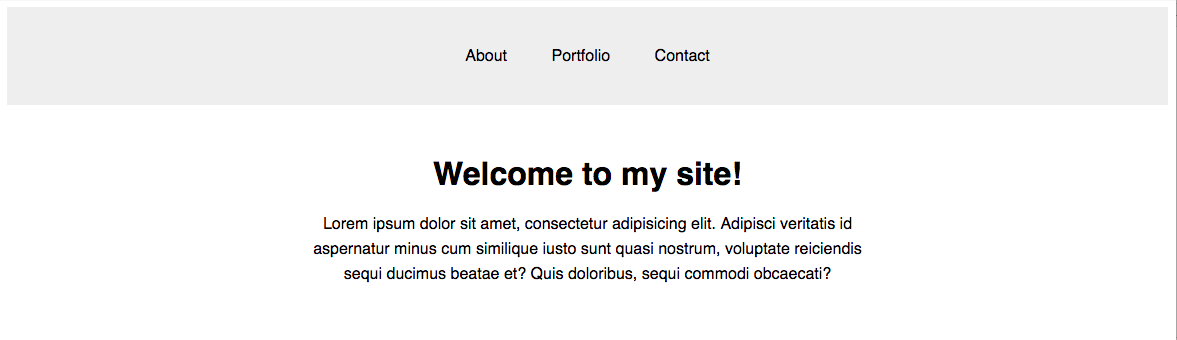 About Portfolio Contact
Welcome to my site!
Lorem ipsum dolor sit amet, consectetur adipisicing elit. Adipisci veritatis id
aspernatur minus cum similique iusto sunt quasi nostrum, voluptate reiciendis
sequi ducimus beatae et? Quis doloribus, sequi commodi obcaecati?